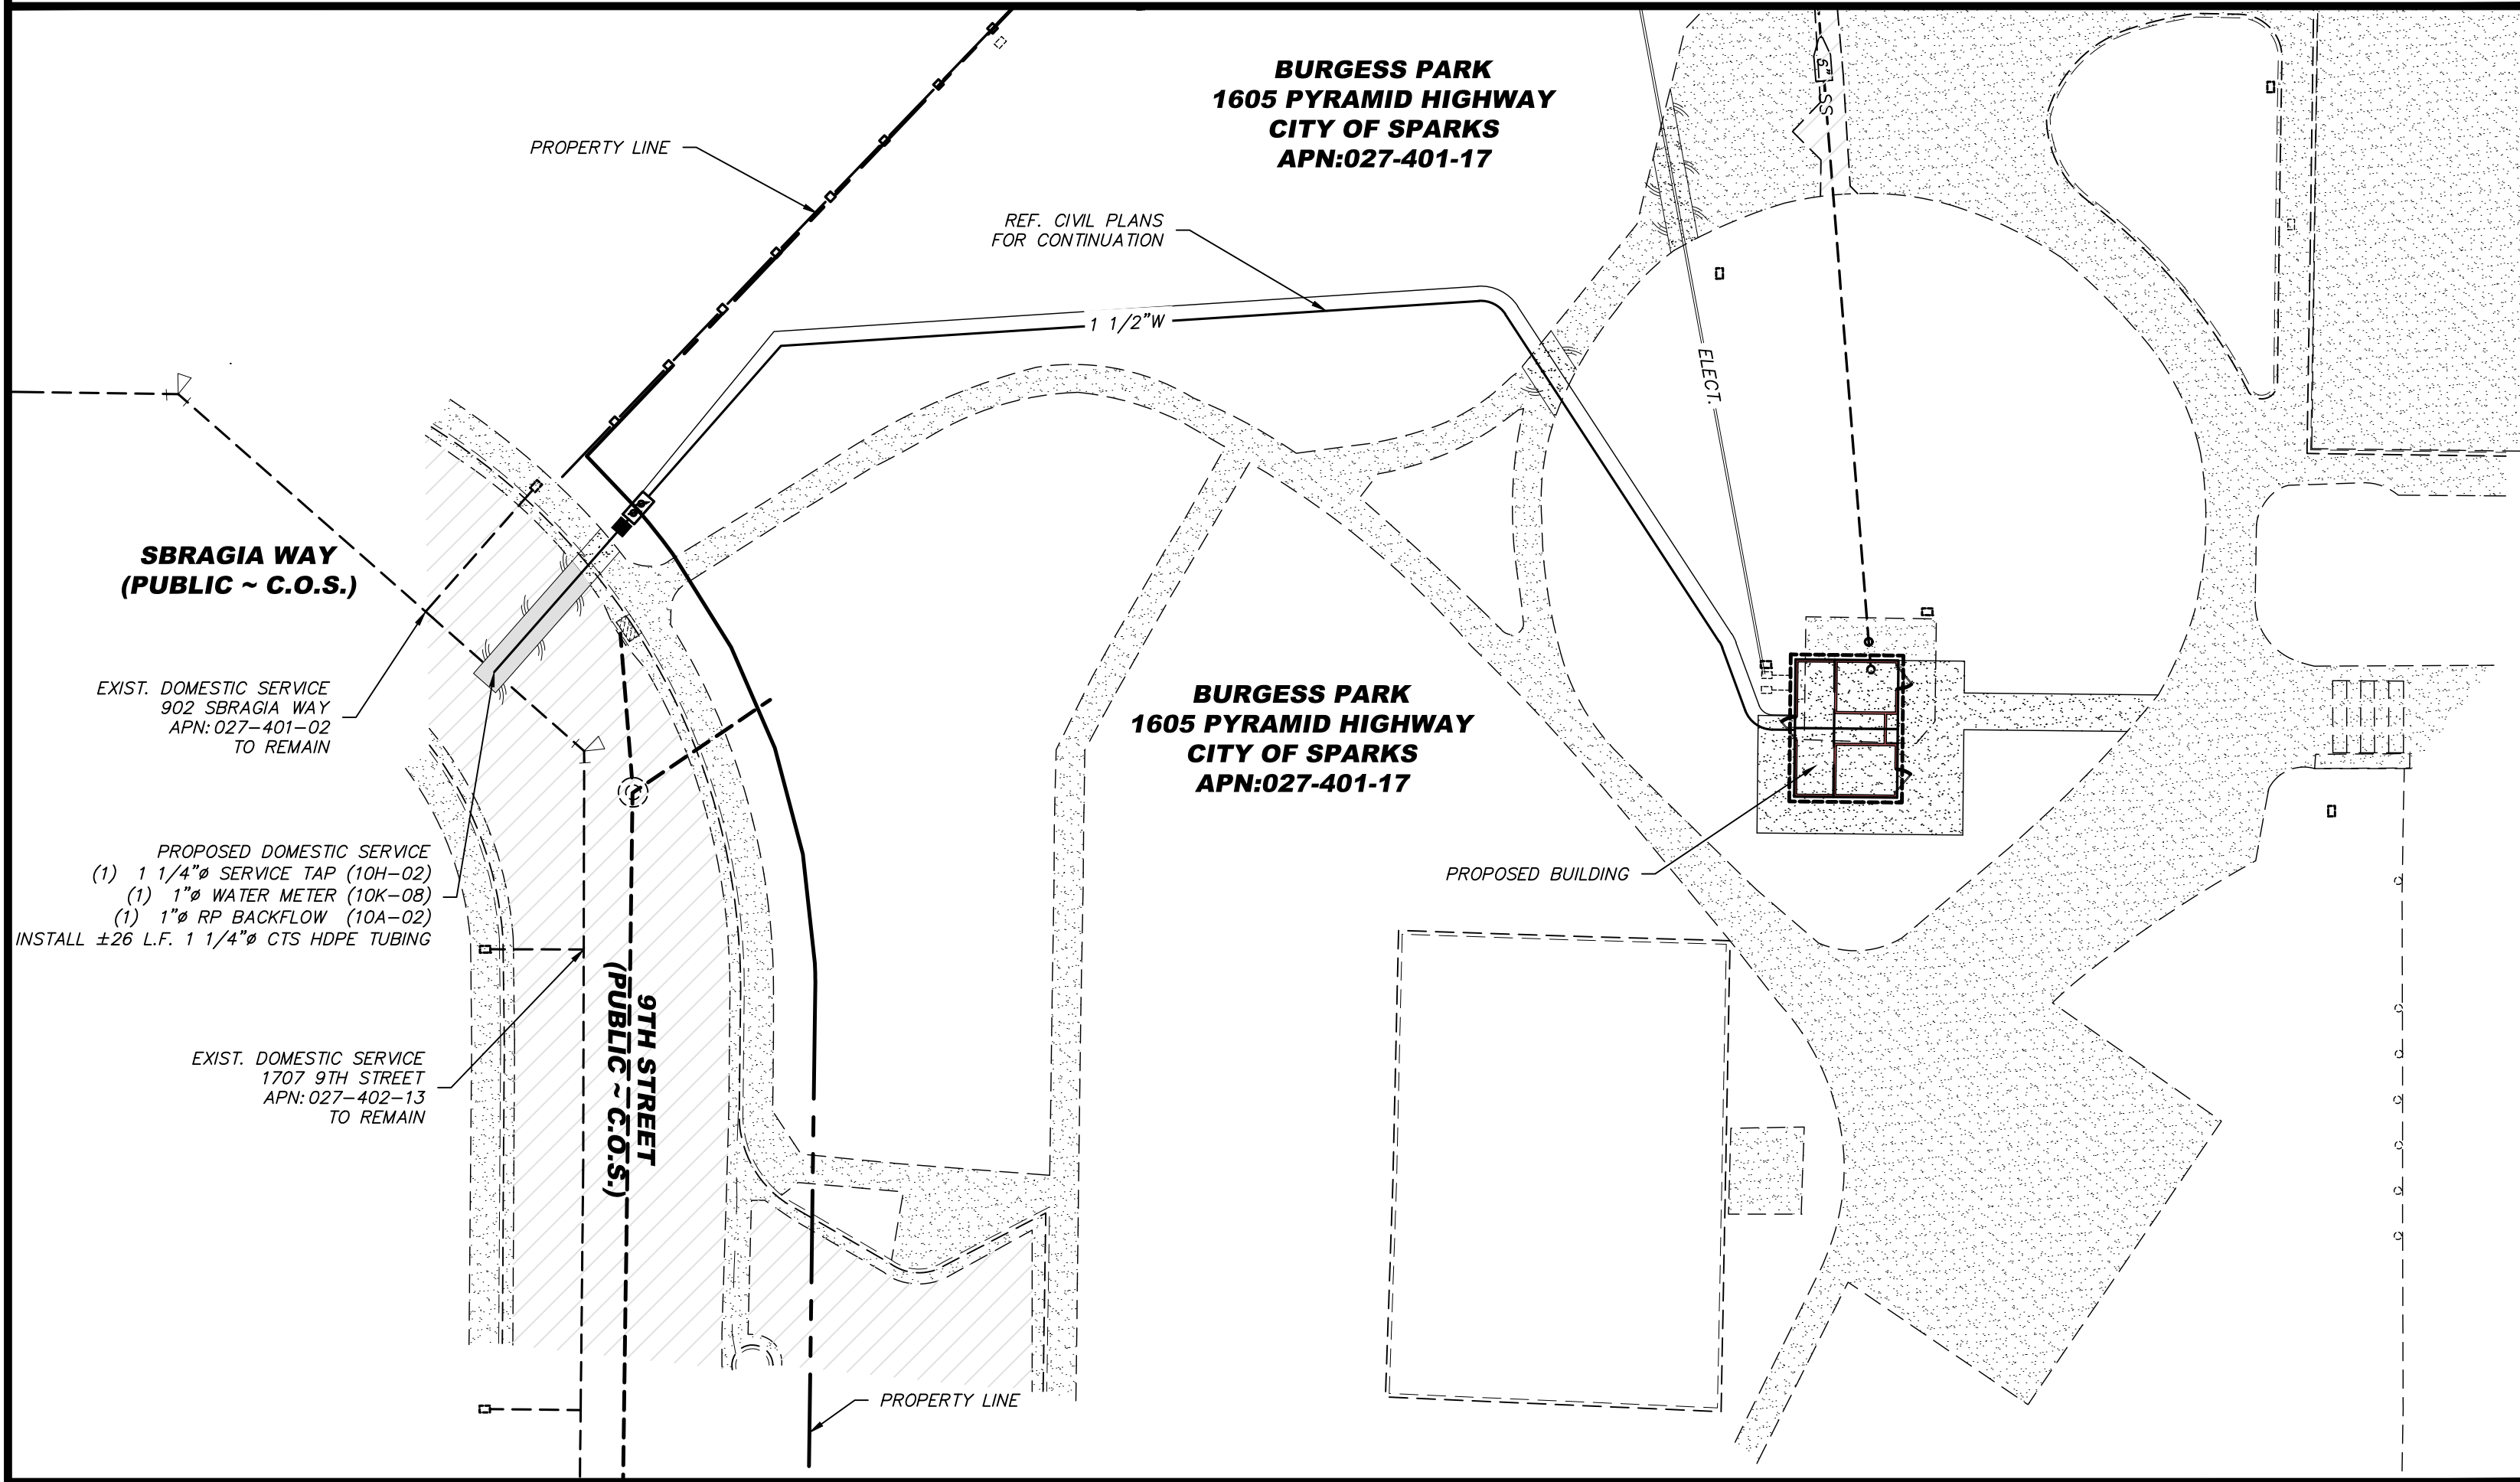 BURGESS PARK
1605 PYRAMID HIGHWAY
CITY OF SPARKS
APN:027-401-17
6"
SS
PROPERTY LINE
REF. CIVIL PLANS
FOR CONTINUATION
1 1/2"W
ELECT.
SBRAGIA WAY
(PUBLIC ~ C.O.S.)
EXIST. DOMESTIC SERVICE
902 SBRAGIA WAY
APN:027-401-02
TO REMAIN
BURGESS PARK
1605 PYRAMID HIGHWAY
CITY OF SPARKS
APN:027-401-17
PROPOSED DOMESTIC SERVICE
(1) 1 1/4"ø SERVICE TAP (10H-02)
(1) 1"ø WATER METER (10K-08)
(1) 1"ø RP BACKFLOW (10A-02)
INSTALL ±26 L.F. 1 1/4"ø CTS HDPE TUBING
PROPOSED BUILDING
9TH STREET
(PUBLIC ~ C.O.S.)
EXIST. DOMESTIC SERVICE
1707 9TH STREET
APN:027-402-13
TO REMAIN
PROPERTY LINE